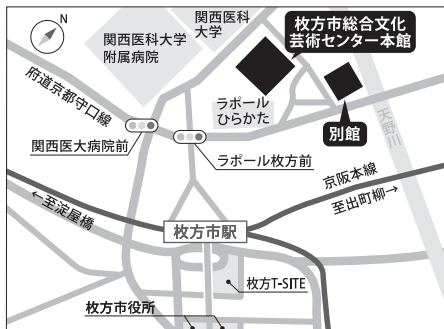 N
関西医科大学
附属病院
関西医科
大学
枚方市総合文化
芸術センター本館
別館
ラポール
ひらかた
天野川
府道京都守口線
関西医大病院前
ラポール枚方前
京阪本線
至出町柳→
←至淀屋橋
枚方市駅
枚方T-SITE
枚方市役所